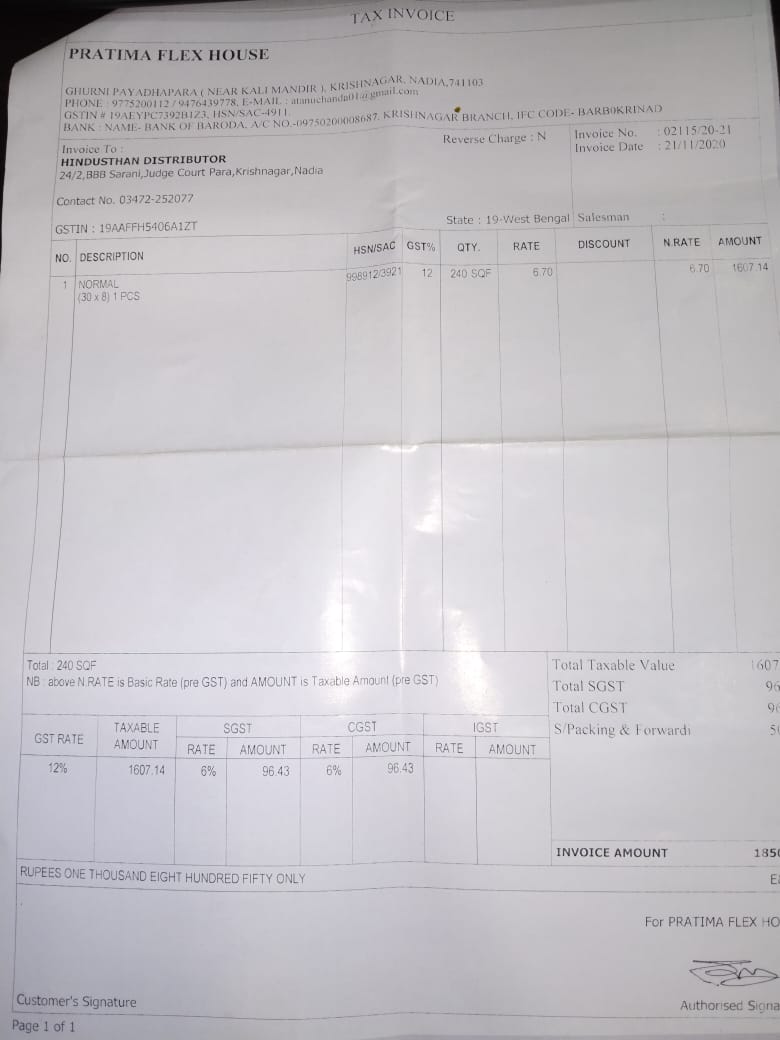 TAX INVOICE
PRATIMA FLEX HOUSE
GHURNI PAYADHAPARA ( NEAR KALI MANDIR ), KRISHNAGAR, NADIA,741103
PHONE : 9775200112 / 9476439778, E-MAIL : atanuchanda01@gmail.com
GSTIN # 19AEYPC7392B1Z3, HSN/SAC-4911
BANK : NAME- BANK OF BARODA, A/C NO.-09750200008687, KRISHNAGAR BRANCH, IFC CODE- BARB0KRINAD
Invoice To :
HINDUSTHAN DISTRIBUTOR
24/2,BBB Sarani,Judge Court Para,Krishnagar,Nadia
Contact No. 03472-252077
GSTIN : 19AAFFH5406A1ZT
Reverse Charge : N
State : 19-West Bengal
Invoice No. : 02115/20-21
Invoice Date : 21/11/2020
Salesman :
NO. DESCRIPTION HSN/SAC GST% QTY. RATE DISCOUNT N.RATE AMOUNT
1 NORMAL 998912/3921 12 240 SQF 6.70 6.70 1607.14
(30 x 8) 1 PCS
Total : 240 SQF
NB : above N.RATE is Basic Rate (pre GST) and AMOUNT is Taxable Amount (pre GST)
Total Taxable Value 1607
Total SGST 96
Total CGST 96
S/Packing & Forwardi 50
GST RATE TAXABLE AMOUNT SGST CGST IGST
RATE AMOUNT RATE AMOUNT RATE AMOUNT
12% 1607.14 6% 96.43 6% 96.43
INVOICE AMOUNT 1850
RUPEES ONE THOUSAND EIGHT HUNDRED FIFTY ONLY
For PRATIMA FLEX HO
Customer's Signature
Authorised Signa
Page 1 of 1